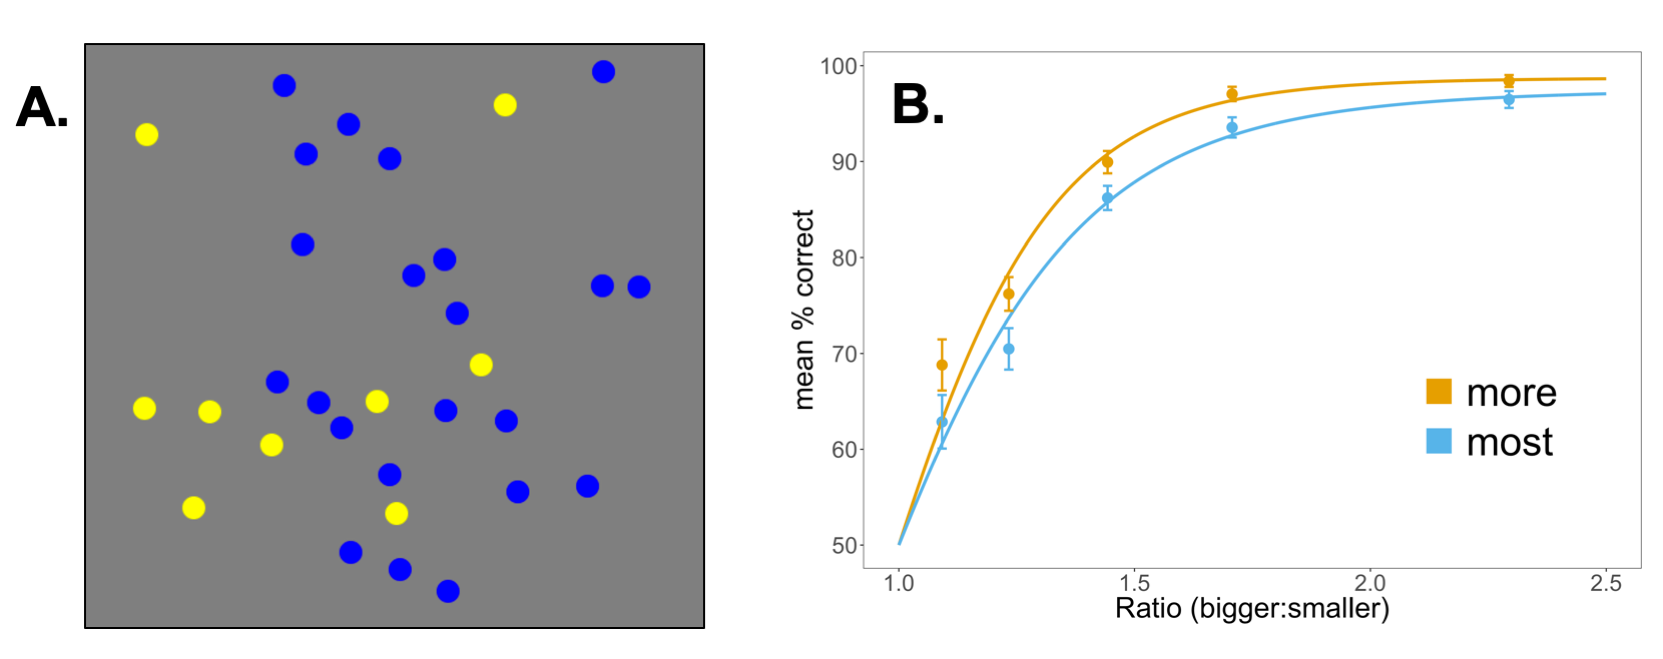 A.
B.
100
90
80
70
60
50
mean % correct
more
most
1.0 1.5 2.0 2.5
Ratio (bigger:smaller)